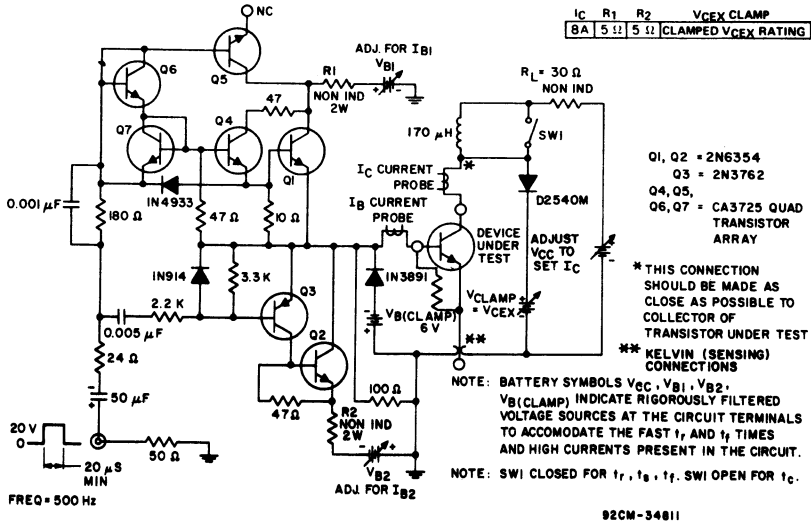 IC R1 R2 VCEX CLAMP
8A 5 Ω 5 Ω CLAMPED VCEX RATING
NC
Q6
Q5
ADJ. FOR IB1
VB1
R1
NON IND
2W
RL = 30 Ω
NON IND
47
Q7
Q4
Q1
170 µH
SW1
IC CURRENT
PROBE
*
Q1, Q2 = 2N6354
Q3 = 2N3762
Q4, Q5,
Q6, Q7 = CA3725 QUAD
TRANSISTOR
ARRAY
1N4933
0.001 µF
180Ω
47Ω
10Ω
IB CURRENT
PROBE
D2540M
DEVICE
UNDER
TEST
ADJUST
VCC TO
SET IC
1N914
3.3 K
Q3
1N3891
* THIS CONNECTION
SHOULD BE MADE AS
CLOSE AS POSSIBLE TO
COLLECTOR OF
TRANSISTOR UNDER TEST
2.2 K
0.005 µF
VCLAMP
= VCEX
VB(CLAMP)
6 V
**
Q2
** KELVIN (SENSING)
CONNECTIONS
24Ω
50 µF
47Ω
R2
NON IND
2W
100 Ω
NOTE: BATTERY SYMBOLS VCC, VB1, VB2,
VB(CLAMP) INDICATE RIGOROUSLY FILTERED
VOLTAGE SOURCES AT THE CIRCUIT TERMINALS
TO ACCOMODATE THE FAST tr AND tf TIMES
AND HIGH CURRENTS PRESENT IN THE CIRCUIT.
20 V
0
20 µS
MIN
50 Ω
VB2
ADJ. FOR IB2
NOTE: SW1 CLOSED FOR tr, ts, tf. SW1 OPEN FOR tc.
FREQ = 500 Hz
92CM-34811